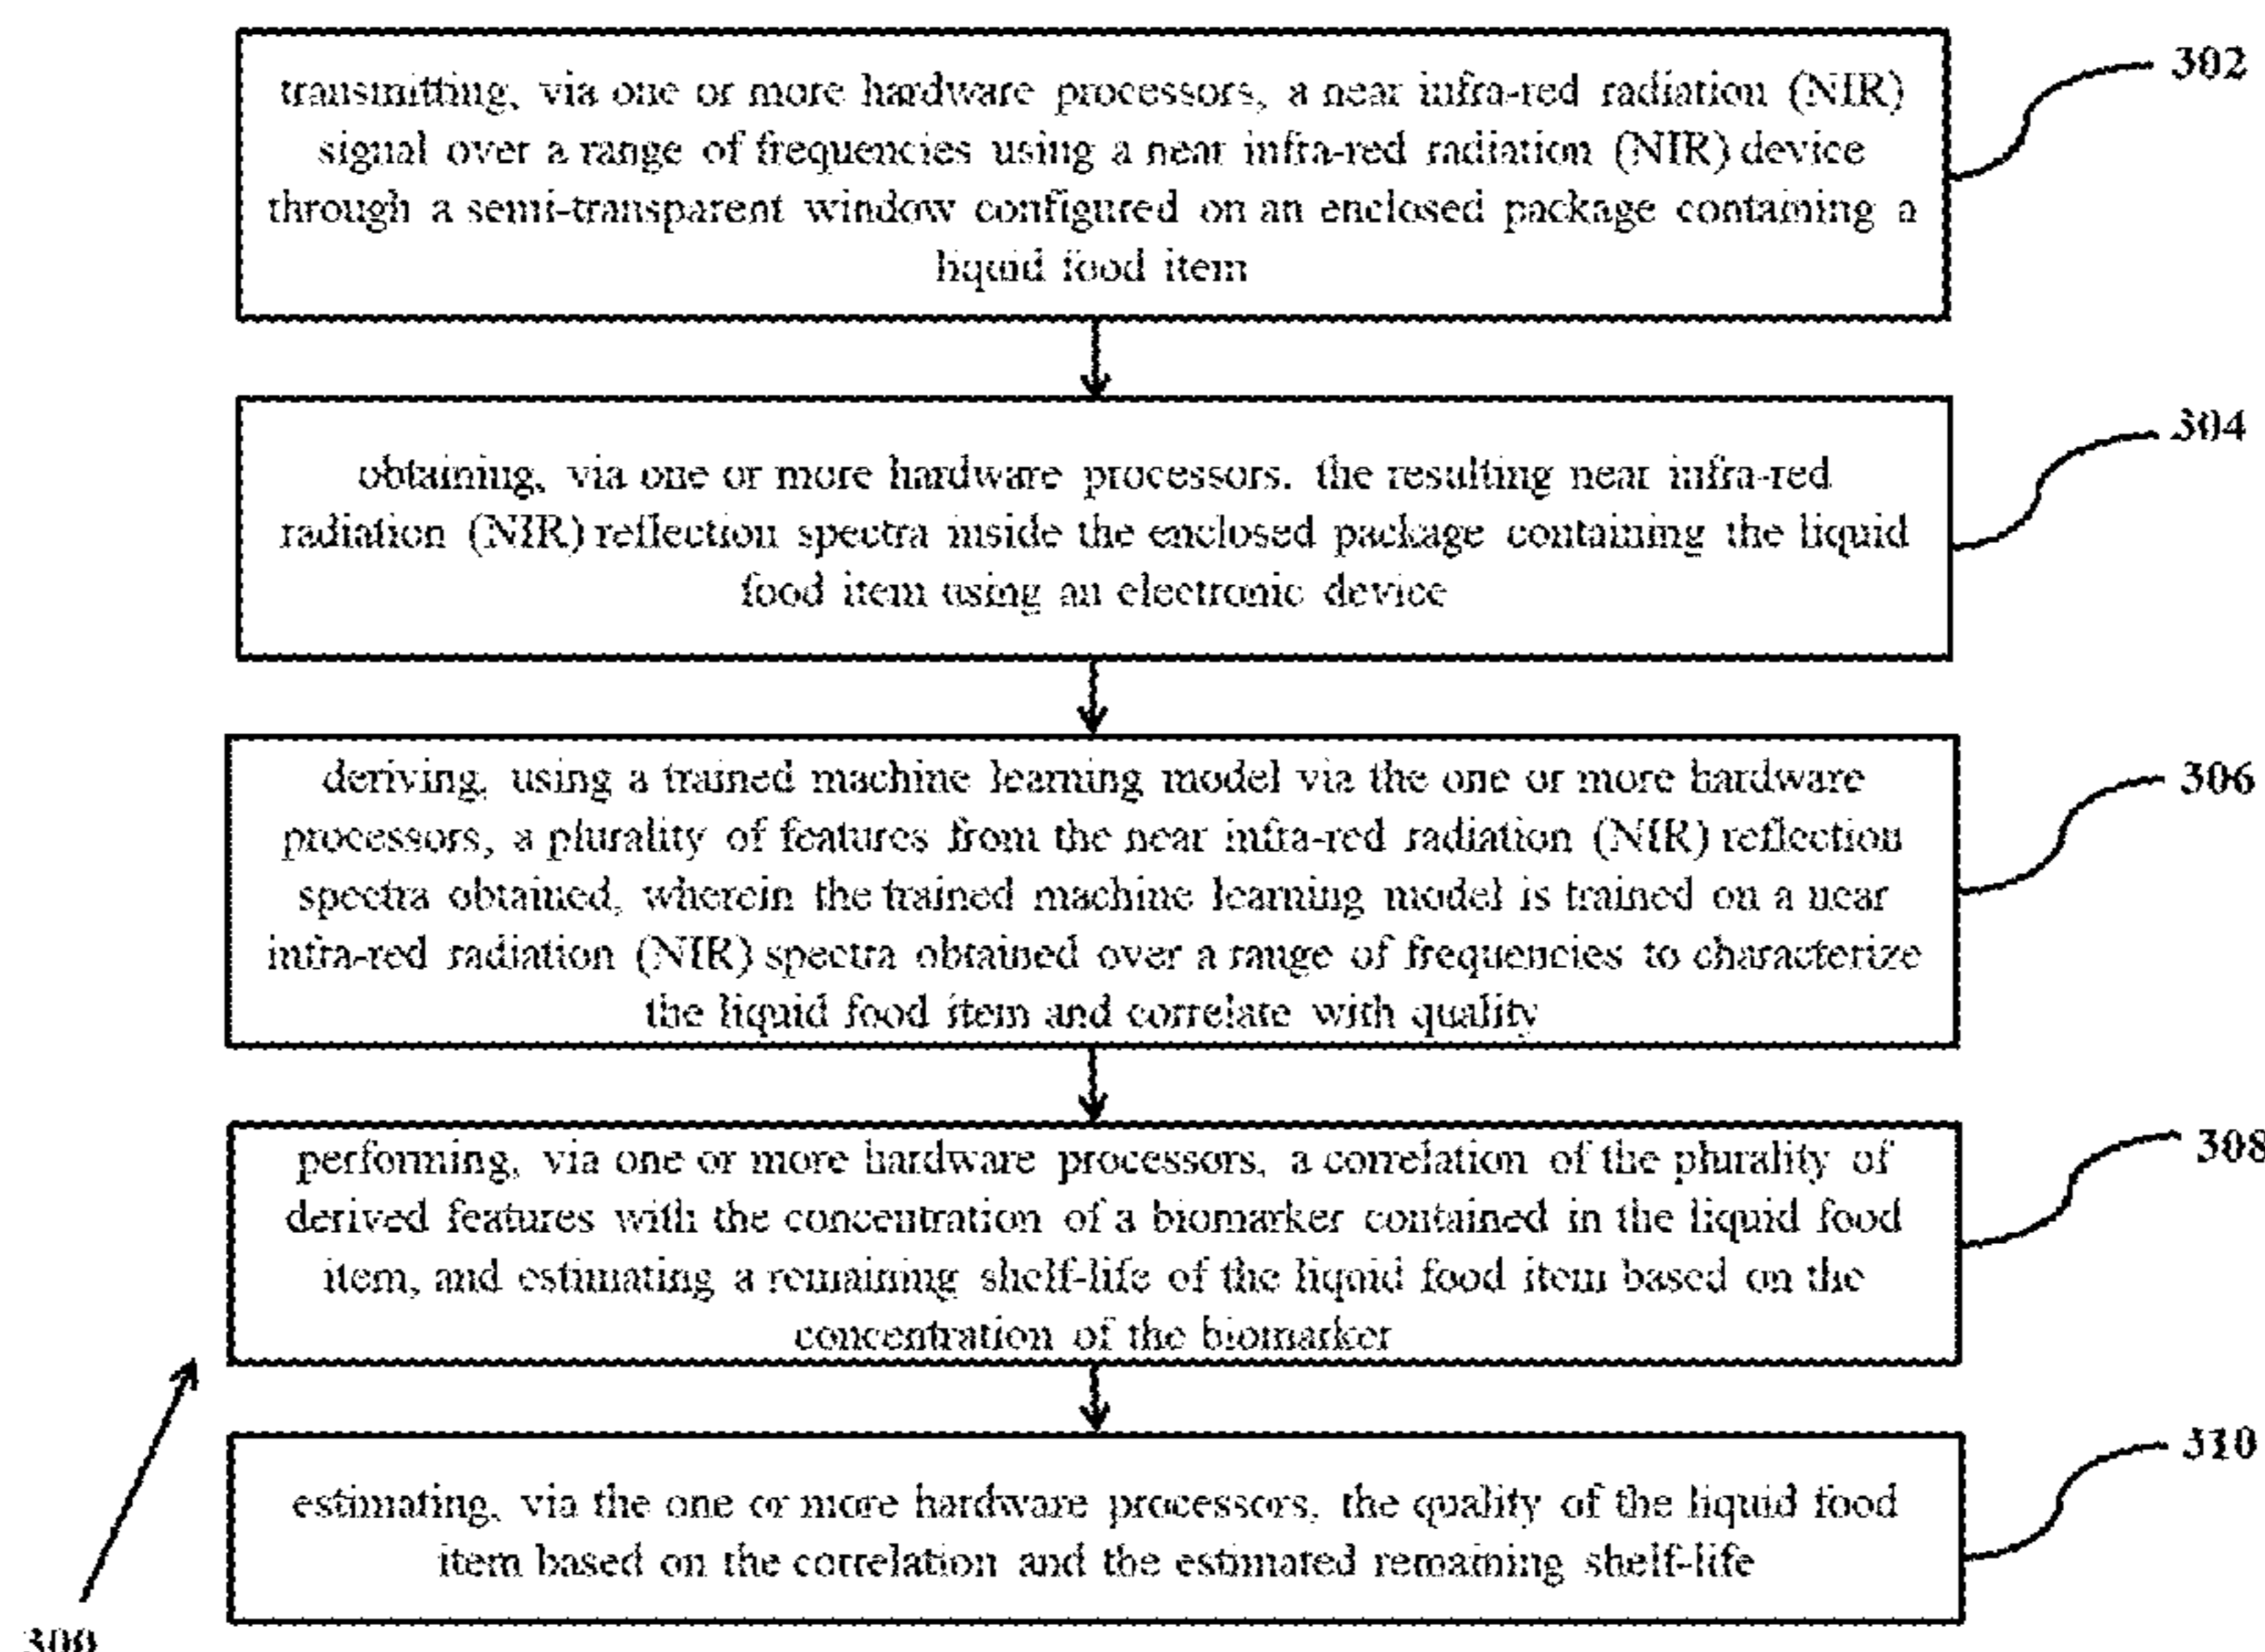 transmitting, via one or more hardware processors, a near infra-red radiation (NIR)
signal over a range of frequencies using a near infra-red radiation (NIR) device
through a semi-transparent window configured on an enclosed package containing a
liquid food item
302
obtaining, via one or more hardware processors. the resulting near infra-red
radiation (NIR) reflection spectra inside the enclosed package containing the liquid
food item using an electronic device
304
deriving, using a trained machine learning model via the one or more hardware
processors, a plurality of features from the near infra-red radiation (NIR) reflection
spectra obtained, wherein the trained machine learning model is trained on a near
infra-red radiation (NIR) spectra obtained over a range of frequencies to characterize
the liquid food item and correlate with quality
306
performing, via one or more hardware processors, a correlation of the plurality of
derived features with the concentration of a biomarker contained in the liquid food
item, and estimating a remaining shelf-life of the liquid food item based on the
concentration of the biomarker
308
estimating, via the one or more hardware processors, the quality of the liquid food
item based on the correlation and the estimated remaining shelf-life
310
300